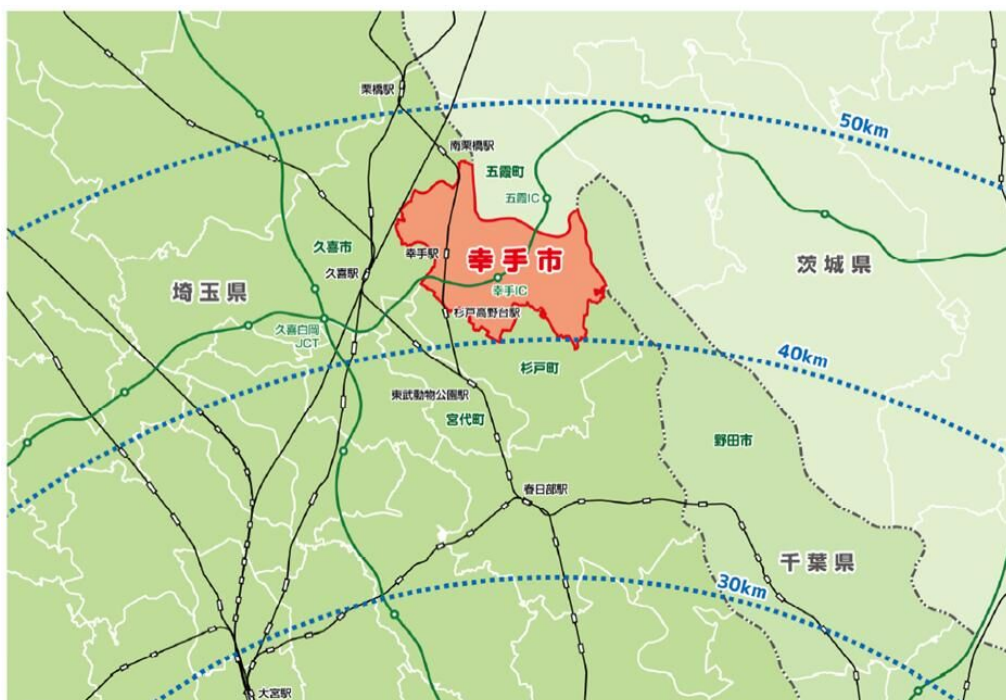 50km
栗橋駅
南栗橋駅
五霞町
五霞IC
久喜市
幸手駅
幸手市
茨城県
久喜駅
埼玉県
幸手IC
杉戸高野台駅
久喜白岡
JCT
40km
杉戸町
東武動物公園駅
宮代町
野田市
春日部駅
千葉県
30km
大宮駅